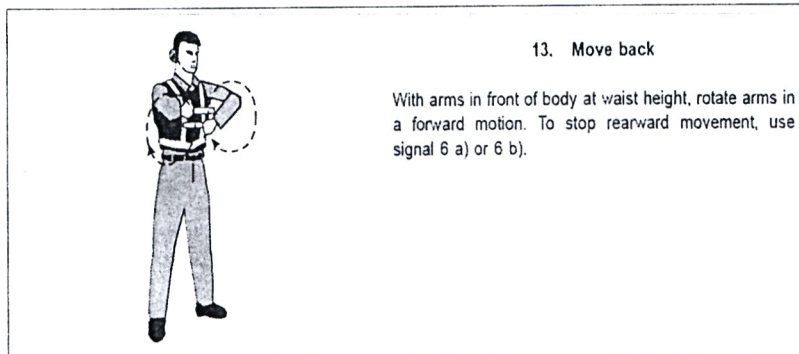 13. Move back
With arms in front of body at waist height, rotate arms in
a forward motion. To stop rearward movement, use
signal 6 a) or 6 b).